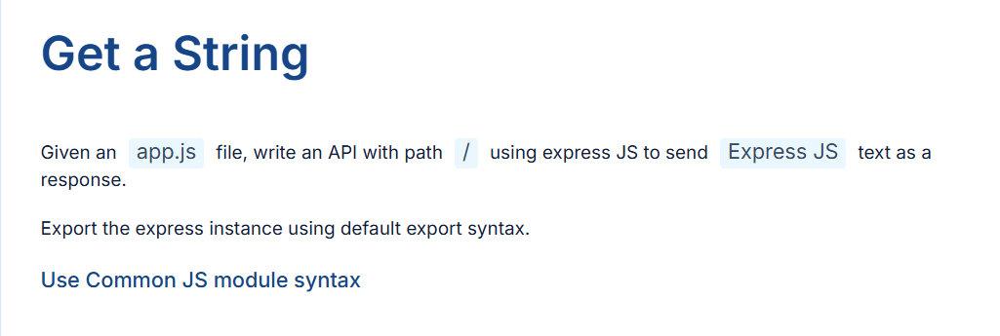 Get a String
Given an app.js file, write an API with path / using express JS to send Express JS text as a
response.
Export the express instance using default export syntax.
Use Common JS module syntax